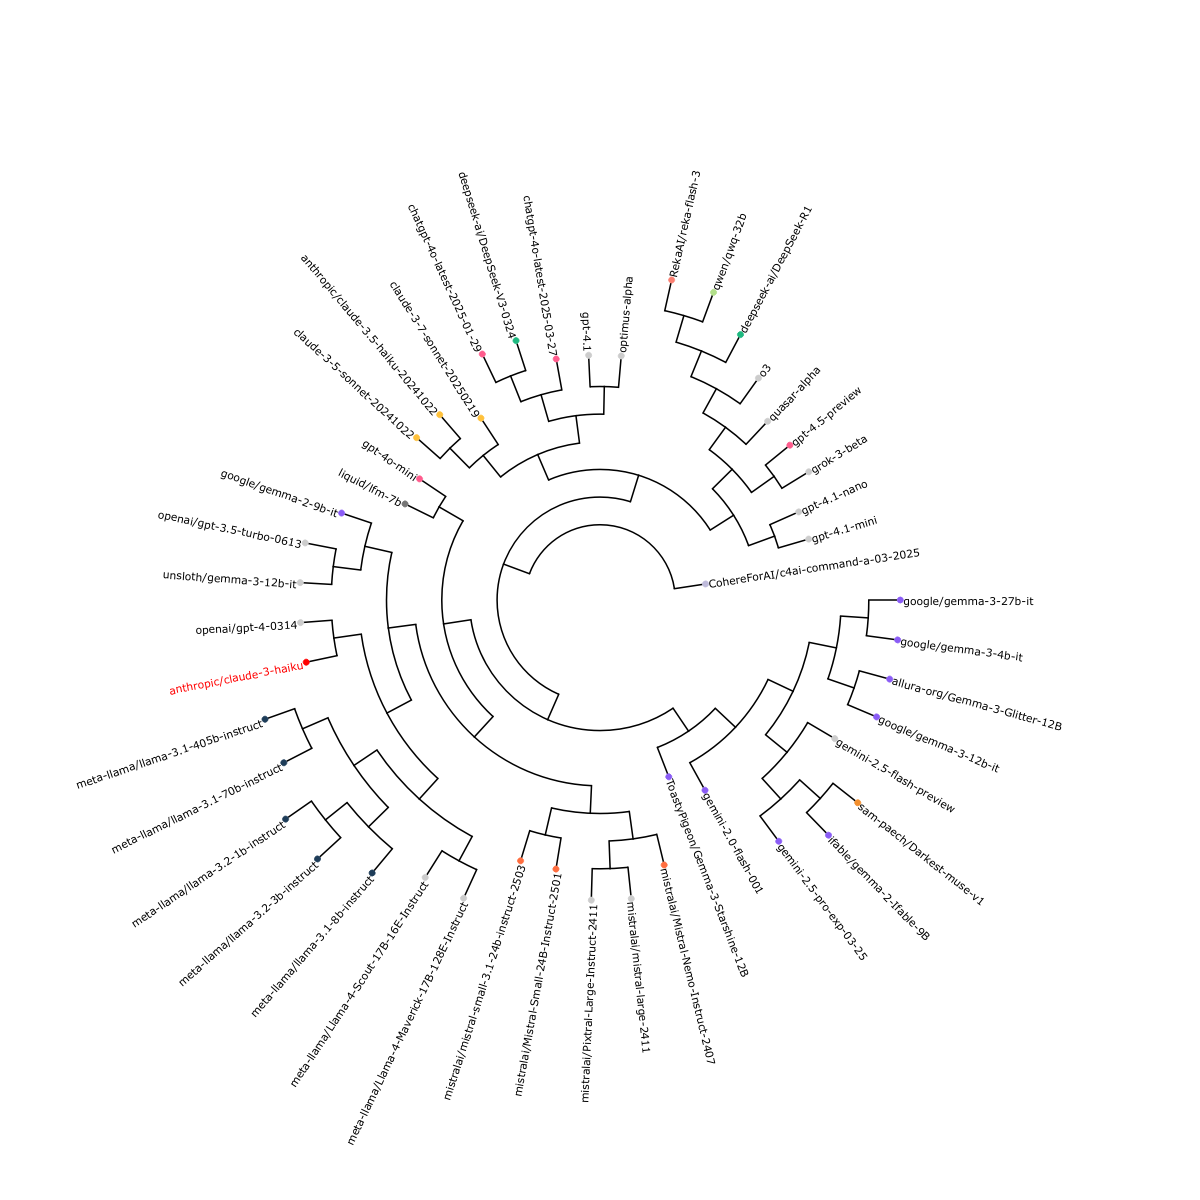 RekaAI/reka-flash-3
qwen/qwq-32b
deepseek-ai/DeepSeek-R1
o3
quasar-alpha
gpt-4.5-preview
grok-3-beta
gpt-4.1-nano
gpt-4.1-mini
CohereForAI/c4ai-command-a-03-2025
google/gemma-3-27b-it
google/gemma-3-4b-it
allura-org/Gemma-3-Glitter-12B
google/gemma-3-12b-it
gemini-2.5-flash-preview
sam-paech/Darkest-muse-v1
ifable/gemma-2-Ifable-9B
gemini-2.5-pro-exp-03-25
gemini-2.0-flash-001
ToastyPigeon/Gemma-3-Starshine-12B
mistralai/Mistral-Nemo-Instruct-2407
mistralai/mistral-large-2411
mistralai/Pixtral-Large-Instruct-2411
mistralai/Mistral-Small-24B-Instruct-2501
mistralai/mistral-small-3.1-24b-instruct-2503
meta-llama/Llama-4-Maverick-17B-128E-Instruct
meta-llama/Llama-4-Scout-17B-16E-Instruct
meta-llama/llama-3.1-8b-instruct
meta-llama/llama-3.2-3b-instruct
meta-llama/llama-3.2-1b-instruct
meta-llama/llama-3.1-70b-instruct
meta-llama/llama-3.1-405b-instruct
anthropic/claude-3-haiku
openai/gpt-4-0314
unsloth/gemma-3-12b-it
openai/gpt-3.5-turbo-0613
google/gemma-2-9b-it
liquid/lfm-7b
gpt-4o-mini
claude-3-5-sonnet-20241022
anthropic/claude-3.5-haiku-20241022
claude-3-7-sonnet-20250219
chatgpt-4o-latest-2025-01-29
deepseek-ai/DeepSeek-V3-0324
chatgpt-4o-latest-2025-03-27
gpt-4.1
optimus-alpha